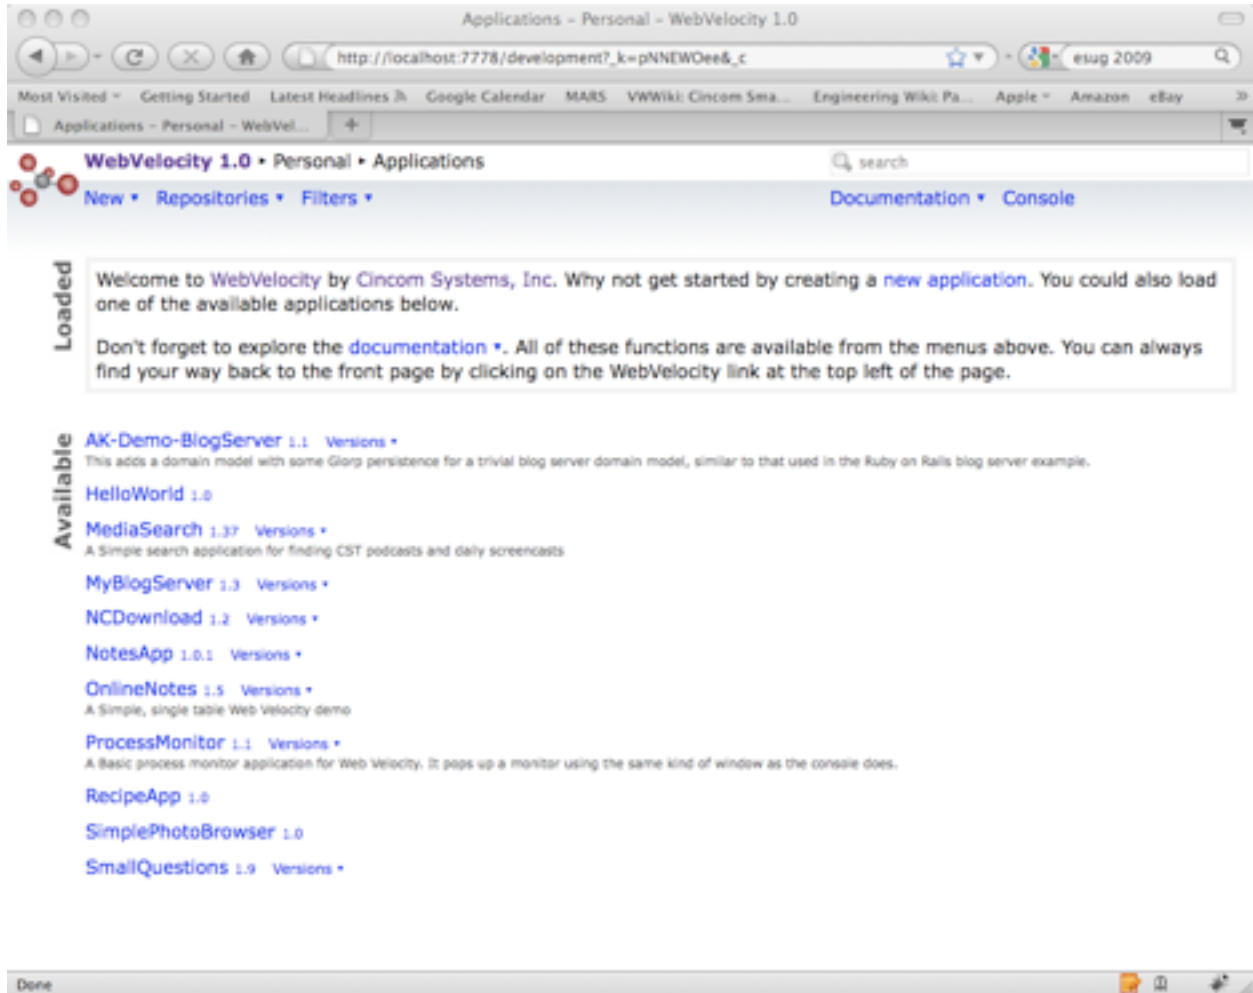 Applications – Personal – WebVelocity 1.0
http://localhost:7778/development?_k=pNNEWOee&_c
esug 2009
Most Visited Getting Started Latest Headlines Google Calendar MARS VWWiki: Cincom Sma... Engineering Wiki: Pa... Apple Amazon eBay
Applications – Personal – WebVel...
WebVelocity 1.0 ‣ Personal ‣ Applications
search
New Repositories Filters Documentation Console
Loaded
Welcome to WebVelocity by Cincom Systems, Inc. Why not get started by creating a new application. You could also load
one of the available applications below.
Don't forget to explore the documentation. All of these functions are available from the menus above. You can always
find your way back to the front page by clicking on the WebVelocity link at the top left of the page.
Available
AK-Demo-BlogServer 1.1 Versions
This adds a domain model with some Glorp persistence for a trivial blog server domain model, similar to that used in the Ruby on Rails blog server example.
HelloWorld 1.0
MediaSearch 1.37 Versions
A Simple search application for finding CST podcasts and daily screencasts
MyBlogServer 1.3 Versions
NCDownload 1.2 Versions
NotesApp 1.0.1 Versions
OnlineNotes 1.5 Versions
A Simple, single table Web Velocity demo
ProcessMonitor 1.1 Versions
A Basic process monitor application for Web Velocity. It pops up a monitor using the same kind of window as the console does.
RecipeApp 1.0
SimplePhotoBrowser 1.0
SmallQuestions 1.9 Versions
Done